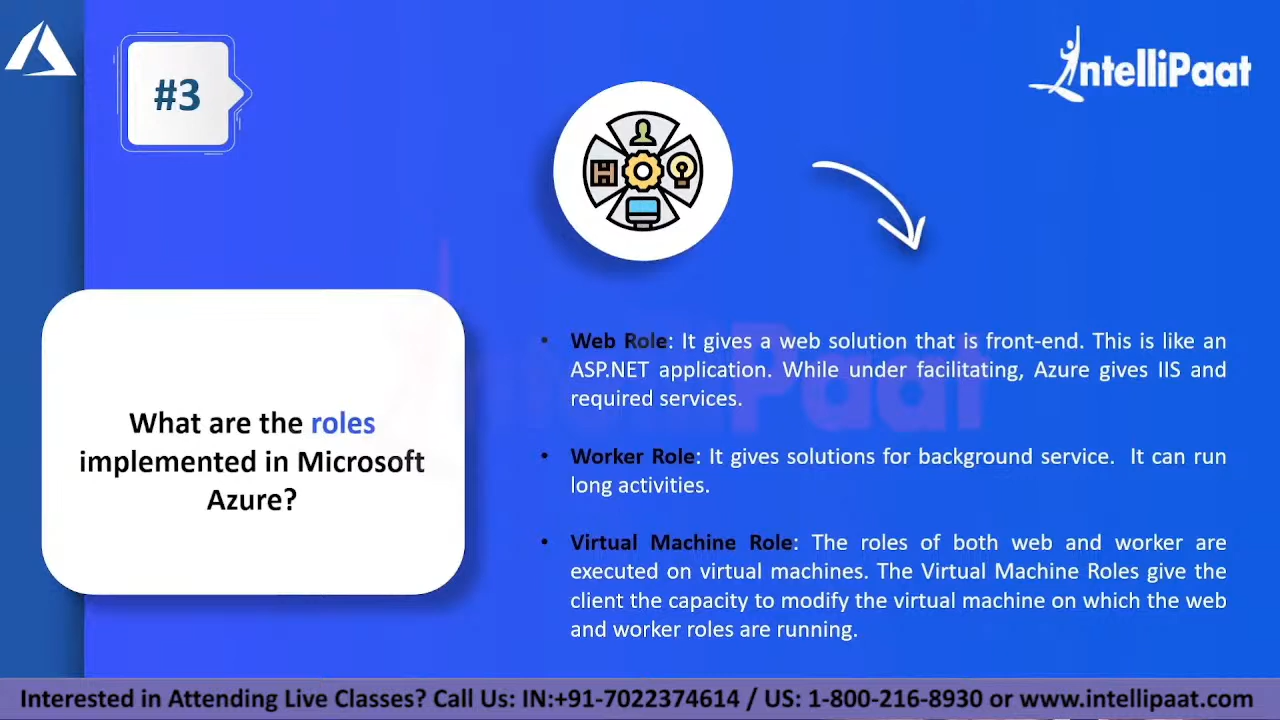 #3
IntelliPaat
What are the roles
implemented in Microsoft
Azure?
• Web Role: It gives a web solution that is front-end. This is like an
ASP.NET application. While under facilitating, Azure gives IIS and
required services.
• Worker Role: It gives solutions for background service.  It can run
long activities.
• Virtual Machine Role: The roles of both web and worker are
executed on virtual machines. The Virtual Machine Roles give the
client the capacity to modify the virtual machine on which the web
and worker roles are running.
Interested in Attending Live Classes? Call Us: IN:+91-7022374614 / US: 1-800-216-8930 or www.intellipaat.com